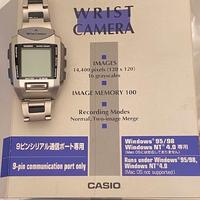 WRIST
CAMERA
IMAGES
14,400 pixels (120 x 120)
16 grayscales
IMAGE MEMORY 100
Recording Modes
Normal, Two-image Merge
9ピンシリアル通信ポート専用
9-pin communication port only
Windows® 95/98
Windows NT® 4.0 専用
Runs under Windows® 95/98,
Windows NT® 4.0
(Mac OS not supported)
CASIO